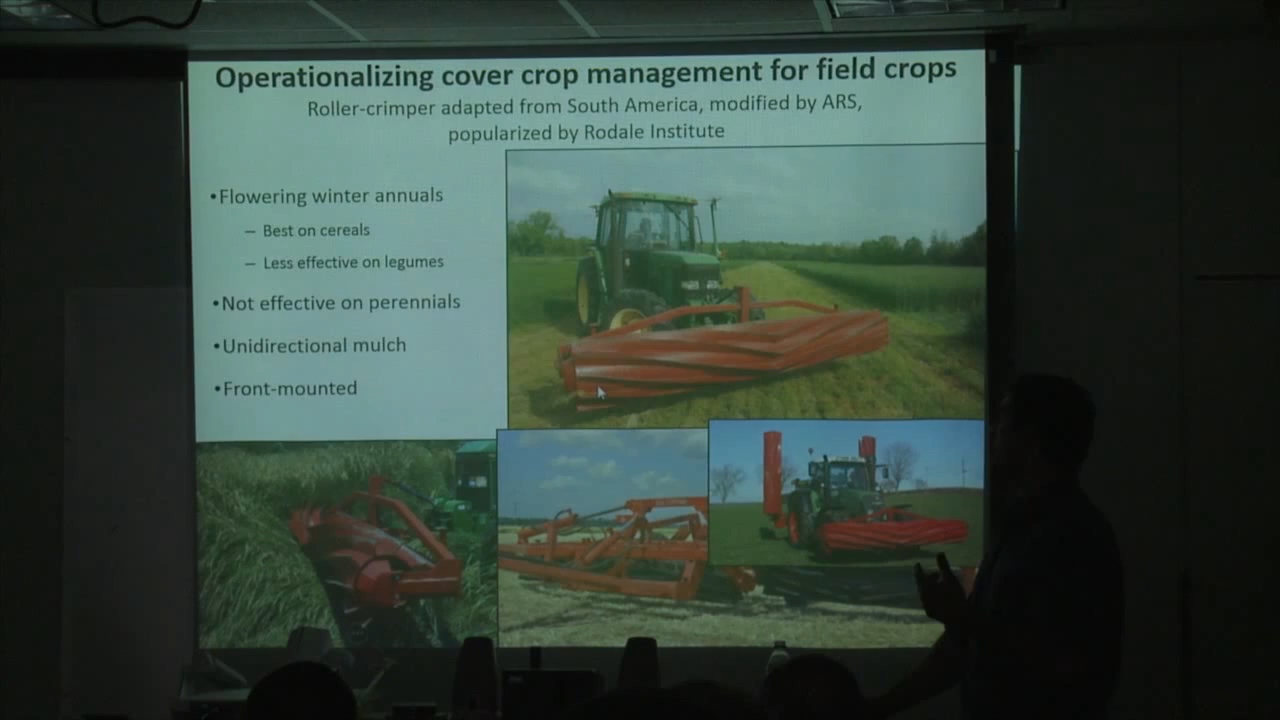 Operationalizing cover crop management for field crops
Roller-crimper adapted from South America, modified by ARS,
popularized by Rodale Institute
•Flowering winter annuals
– Best on cereals
– Less effective on legumes
•Not effective on perennials
•Unidirectional mulch
•Front-mounted